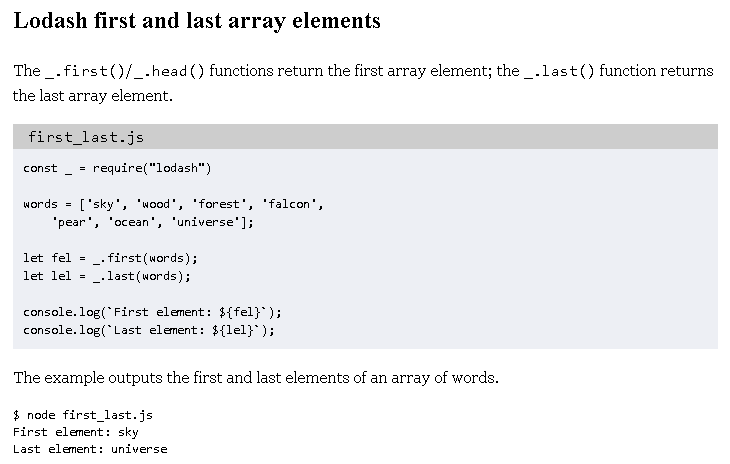 Lodash first and last array elements
The _.first()/_.head() functions return the first array element; the _.last() function returns
the last array element.
first_last.js
const _ = require("lodash")
words = ['sky', 'wood', 'forest', 'falcon',
    'pear', 'ocean', 'universe'];
let fel = _.first(words);
let lel = _.last(words);
console.log(`First element: ${fel}`);
console.log(`Last element: ${lel}`);
The example outputs the first and last elements of an array of words.
$ node first_last.js
First element: sky
Last element: universe